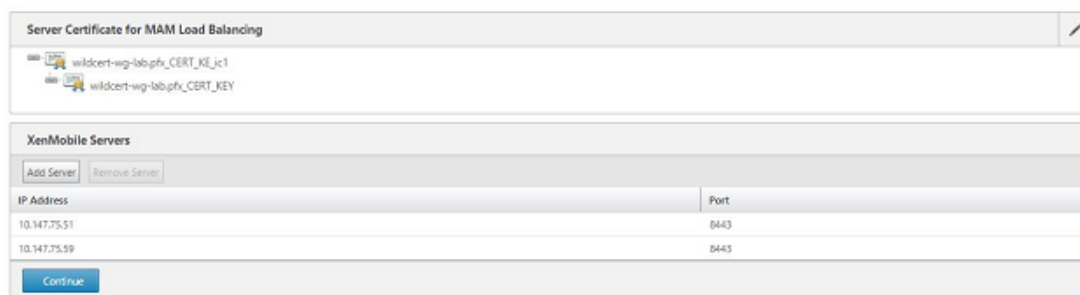 Server Certificate for MAM Load Balancing
wildcert-wg-lab.pfx_CERT_KE_ic1
wildcert-wg-lab.pfx_CERT_KEY
XenMobile Servers
Add Server Remove Server
IP Address Port
10.147.75.51 8443
10.147.75.59 8443
Continue